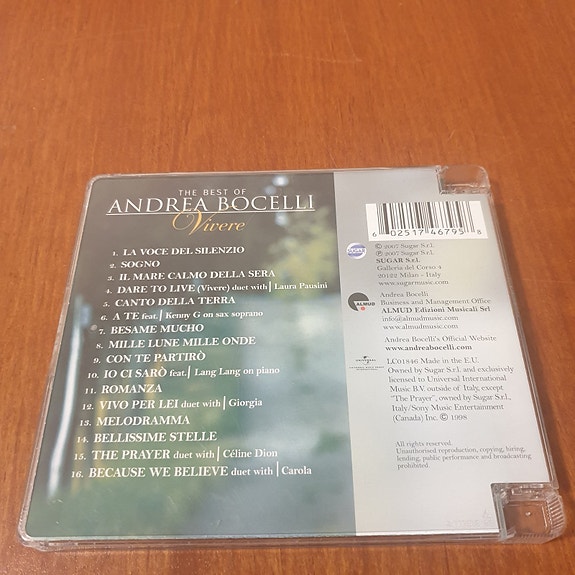 THE BEST OF
ANDREA BOCELLI
Vivere
1. LA VOCE DEL SILENZIO
2. SOGNO
3. IL MARE CALMO DELLA SERA
4. DARE TO LIVE (Vivere) duet with | Laura Pausini
5. CANTO DELLA TERRA
6. A TE feat. | Kenny G on sax soprano
7. BESAME MUCHO
8. MILLE LUNE MILLE ONDE
9. CON TE PARTIRÒ
10. IO CI SARÒ feat. | Lang Lang on piano
11. ROMANZA
12. VIVO PER LEI duet with | Giorgia
13. MELODRAMMA
14. BELLISSIME STELLE
15. THE PRAYER duet with | Céline Dion
16. BECAUSE WE BELIEVE duet with | Carola
6 02517 46795 8
sugar
© 2007 Sugar S.r.l.
℗ 2007 Sugar S.r.l.
SUGAR S.r.l.
Galleria del Corso 4
20122 Milan - Italy
www.sugarmusic.com
ALMUD
Andrea Bocelli
Business and Management Office
ALMUD Edizioni Musicali Srl
info@almudmusic.com
www.almudmusic.com
Andrea Bocelli's Official Website
www.andreabocelli.com
UNIVERSAL
LC01846 Made in the E.U.
Owned by Sugar S.r.l. and exclusively
licensed to Universal International
Music B.V. outside of Italy, except
"The Prayer", owned by Sugar S.r.l.,
Italy/Sony Music Entertainment
(Canada) Inc. © 1998
All rights reserved.
Unauthorised reproduction, copying, hiring,
lending, public performance and broadcasting
prohibited